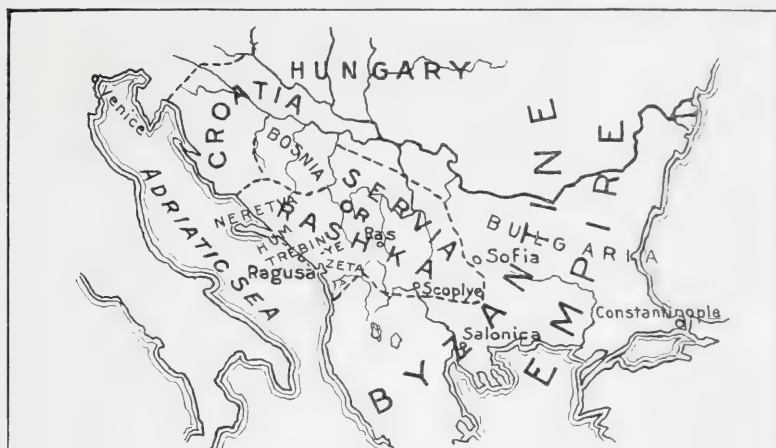 HUNGARY
CROATIA
Venice
BOSNIA
ADRIATIC SEA
SERVIA
OR
RASHKA
NERETVA
HUM
TREBINYE
ZETA
Ragusa
Ras
Scoplye
BULGARIA
Sofia
BYZANTINE
EMPIRE
Salonica
Constantinople